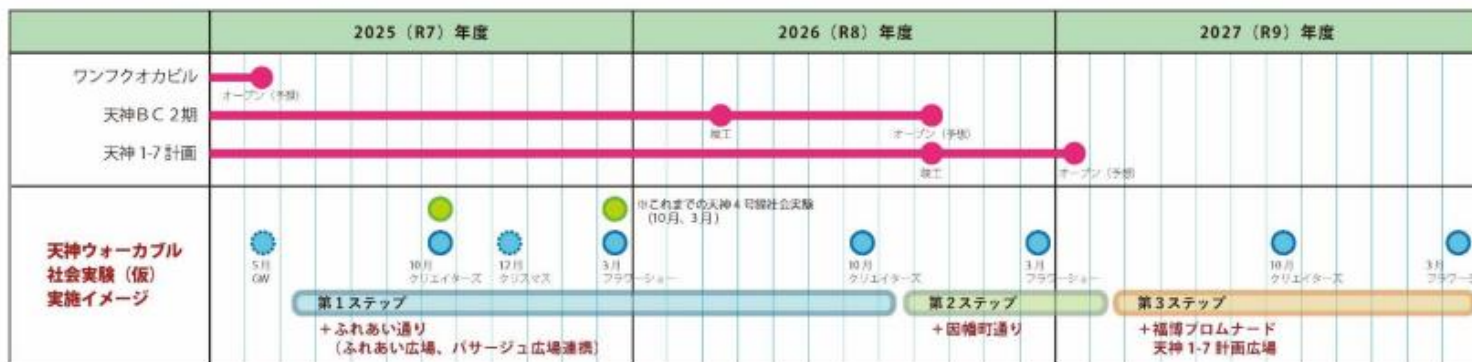 2025（R7）年度
2026（R8）年度
2027（R9）年度
ワンフクオカビル
オープン（予想）
天神ＢＣ２期
竣工
オープン（予想）
天神 1-7 計画
竣工
オープン（予想）
※これまでの天神４号線社会実験
（10月、3月）
天神ウォーカブル
社会実験（仮）
実施イメージ
5月
GW
10月
クリエイターズ
12月
クリスマス
3月
フラワーショー
10月
クリエイターズ
3月
フラワーショー
10月
クリエイターズ
3月
フラワーシ
第１ステップ
第２ステップ
第３ステップ
＋ふれあい通り
（ふれあい広場、パサージュ広場連携）
＋因幡町通り
＋福博プロムナード
天神 1-7 計画広場